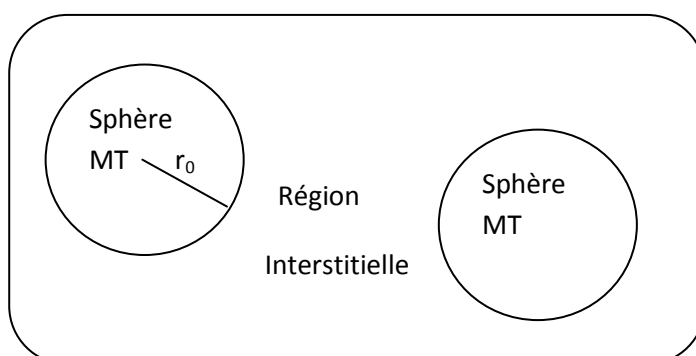 Sphère
MT
r₀
Région
Interstitielle
Sphère
MT